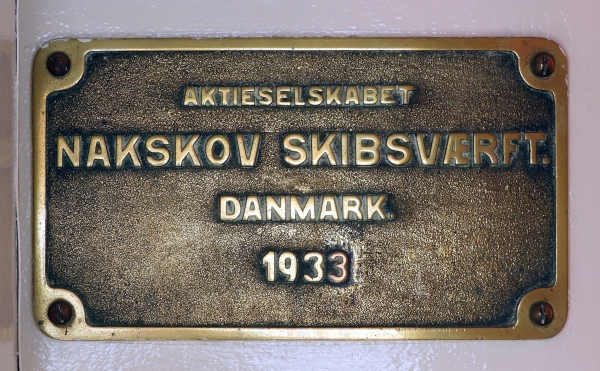 AKTIESELSKABET
NAKSKOV SKIBSVÆRFT.
DANMARK.
1933